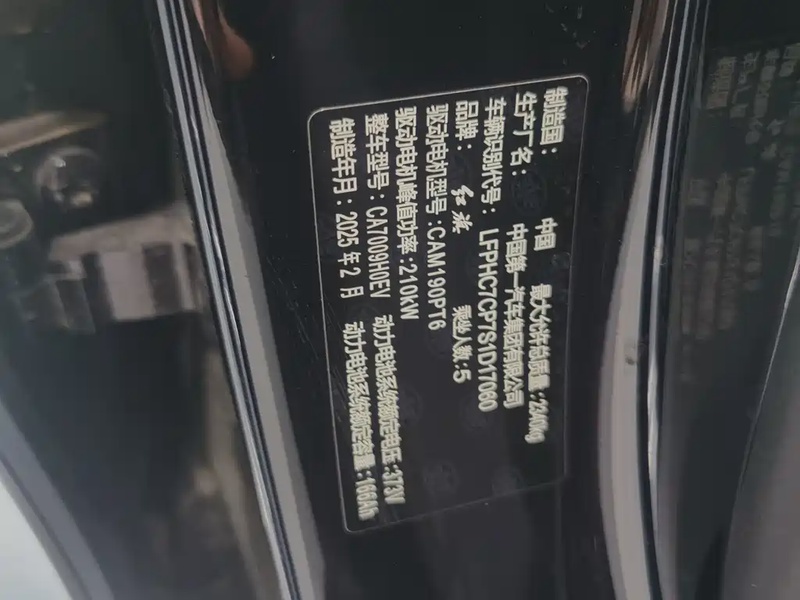 制造国： 中国 最大允许总质量：2440kg
生产厂名： 中国第一汽车集团有限公司
车辆识别代号：LFPHC7CP7S1D17060
品牌： 红旗 乘坐人数：5
驱动电机型号：CAM190PT6
驱动电机峰值功率：210kW
整车型号：CA7009H0EV 动力电池系统额定电压：373V
制造年月：2025年2月 动力电池系统额定容量：166Ah